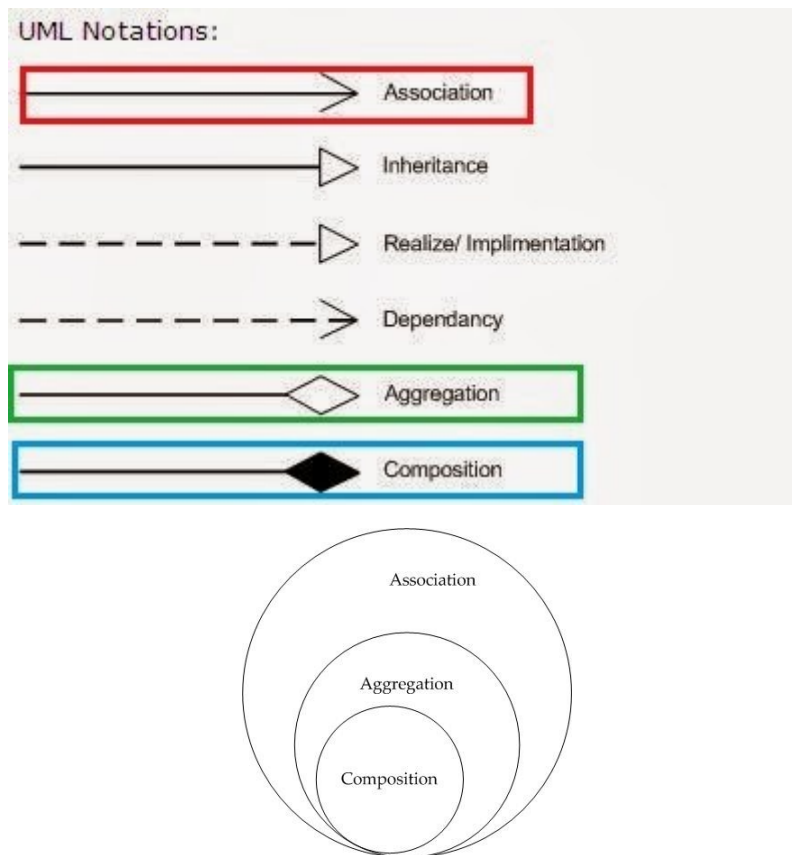 UML Notations:
Association
Inheritance
Realize/ Implimentation
Dependancy
Aggregation
Composition
Association
Aggregation
Composition